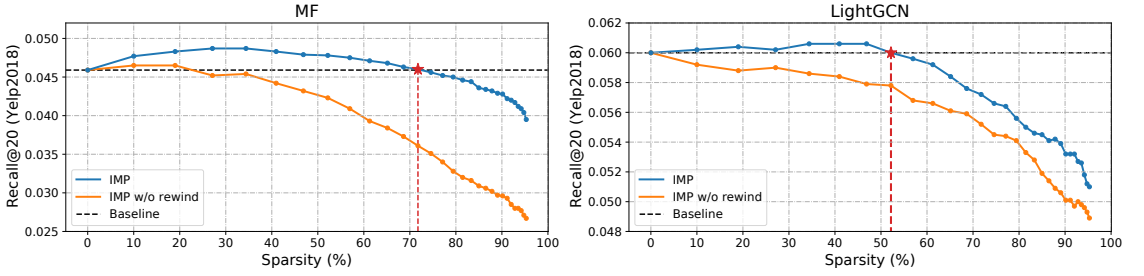 MF
Recall@20 (Yelp2018)
0.050
0.045
0.040
0.035
0.030
0.025
IMP
IMP w/o rewind
Baseline
0 10 20 30 40 50 60 70 80 90 100
Sparsity (%)
LightGCN
Recall@20 (Yelp2018)
0.062
0.060
0.058
0.056
0.054
0.052
0.050
0.048
IMP
IMP w/o rewind
Baseline
0 10 20 30 40 50 60 70 80 90 100
Sparsity (%)